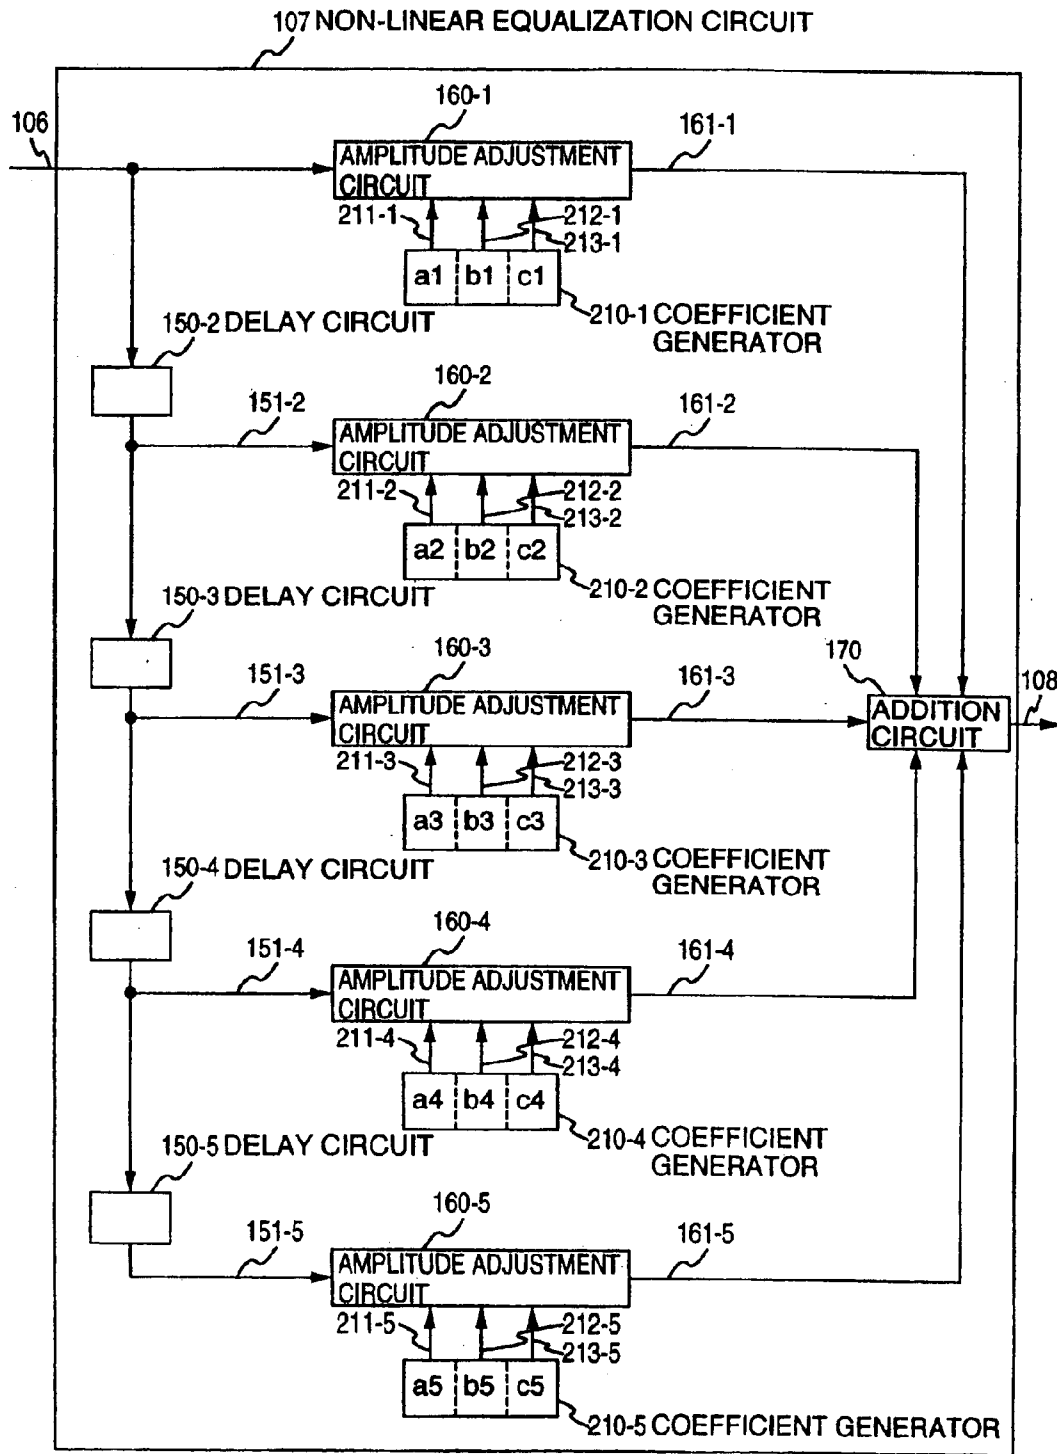 107 NON-LINEAR EQUALIZATION CIRCUIT
106
160-1
161-1
AMPLITUDE ADJUSTMENT
CIRCUIT
211-1
212-1
213-1
a1 b1 c1
210-1 COEFFICIENT
GENERATOR
150-2 DELAY CIRCUIT
160-2
151-2
161-2
AMPLITUDE ADJUSTMENT
CIRCUIT
211-2
212-2
213-2
a2 b2 c2
210-2 COEFFICIENT
GENERATOR
150-3 DELAY CIRCUIT
160-3
151-3
161-3
170
108
AMPLITUDE ADJUSTMENT
CIRCUIT
ADDITION
CIRCUIT
211-3
212-3
213-3
a3 b3 c3
210-3 COEFFICIENT
GENERATOR
150-4 DELAY CIRCUIT
160-4
151-4
161-4
AMPLITUDE ADJUSTMENT
CIRCUIT
211-4
212-4
213-4
a4 b4 c4
210-4 COEFFICIENT
GENERATOR
150-5 DELAY CIRCUIT
160-5
151-5
161-5
AMPLITUDE ADJUSTMENT
CIRCUIT
211-5
212-5
213-5
a5 b5 c5
210-5 COEFFICIENT GENERATOR